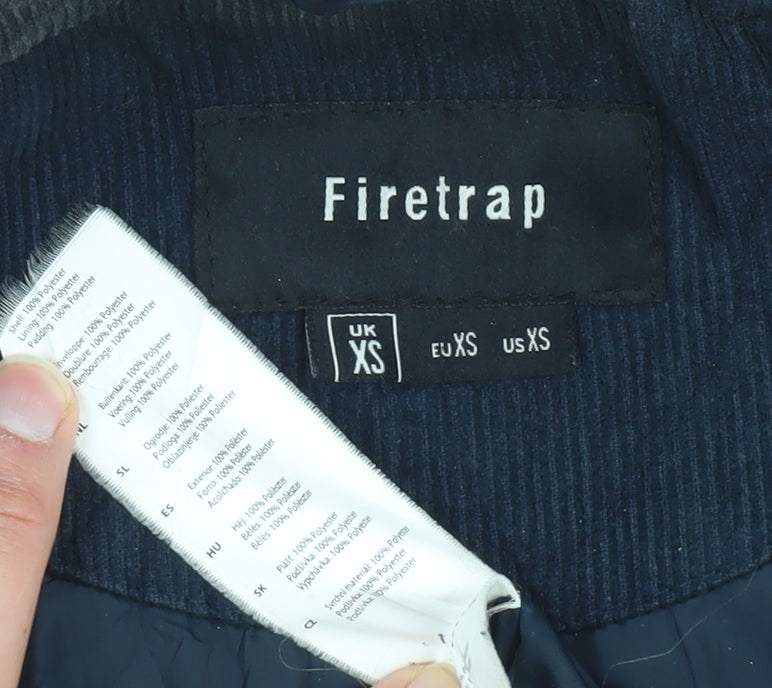 Firetrap
UK
XS
EU XS
US XS
Shell: 100% Polyester
Lining: 100% Polyester
Padding: 100% Polyester
Enveloppe: 100% Polyester
Doublure: 100% Polyester
Rembourrage: 100% Polyester
NL
Buitenkant: 100% Polyester
Voering: 100% Polyester
Vulling: 100% Polyester
SL
Ogrodje: 100% Poliester
Podloga: 100% Poliester
Oblazinjenje: 100% Poliester
ES
Exterior: 100% Poliéster
Forro: 100% Poliéster
Acolchado: 100% Poliéster
HU
Héj: 100% Poliészter
Bélés: 100% Poliészter
Bélés: 100% Poliészter
SK
Plášť: 100% Polyester
Podšívka: 100% Polyester
Vypchávka: 100% Polyester
CZ
Svrchní materiál: 100% Polyester
Podšívka: 100% Polyester
Podšívka: 100% Polyester